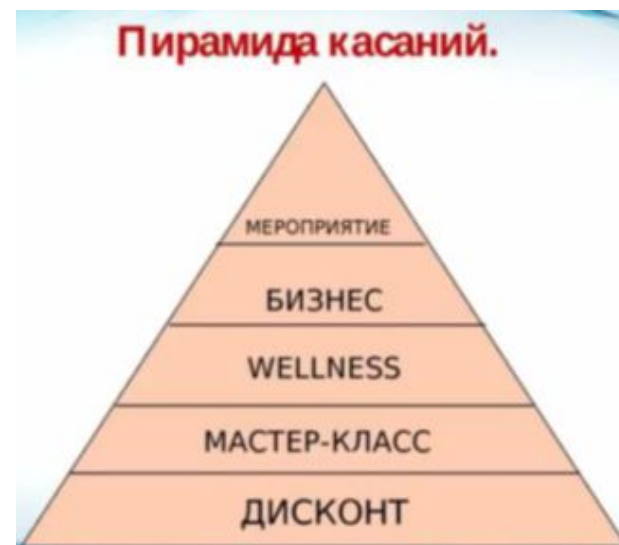 Пирамида касаний.
МЕРОПРИЯТИЕ
БИЗНЕС
WELLNESS
МАСТЕР-КЛАСС
ДИСКОНТ